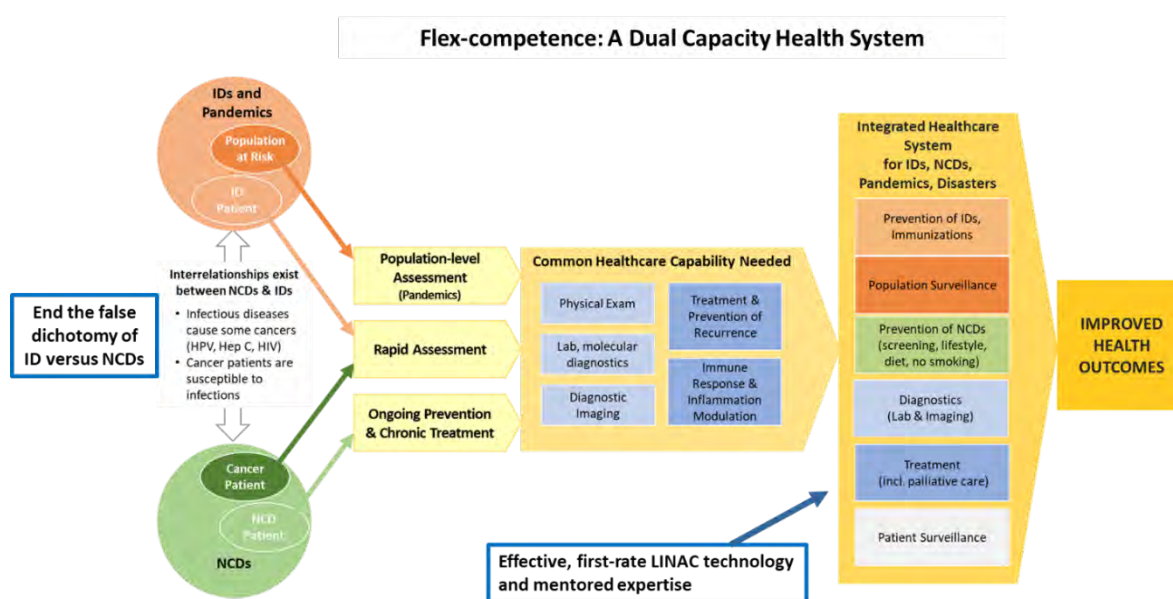 Flex-competence: A Dual Capacity Health System
IDs and
Pandemics
Population
at Risk
ID
Patient
Interrelationships exist
between NCDs & IDs
• Infectious diseases
cause some cancers
(HPV, Hep C, HIV)
• Cancer patients are
susceptible to
infections
End the false
dichotomy of
ID versus NCDs
Cancer
Patient
NCD
Patient
NCDs
Population-level
Assessment
(Pandemics)
Rapid Assessment
Ongoing Prevention
& Chronic Treatment
Common Healthcare Capability Needed
Physical Exam
Lab, molecular
diagnostics
Diagnostic
Imaging
Treatment &
Prevention of
Recurrence
Immune
Response &
Inflammation
Modulation
Effective, first-rate LINAC technology
and mentored expertise
Integrated Healthcare
System
for IDs, NCDs,
Pandemics, Disasters
Prevention of IDs,
Immunizations
Population Surveillance
Prevention of NCDs
(screening, lifestyle,
diet, no smoking)
Diagnostics
(Lab & Imaging)
Treatment
(incl. palliative care)
Patient Surveillance
IMPROVED
HEALTH
OUTCOMES